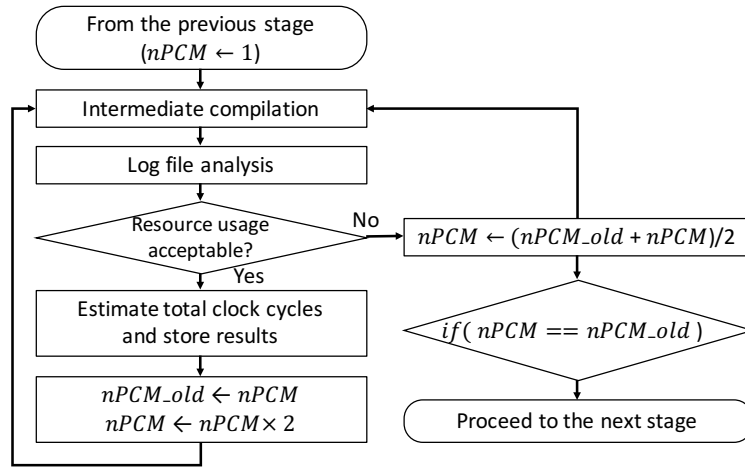 From the previous stage
(nPCM ← 1)
Intermediate compilation
Log file analysis
Resource usage
acceptable?
No
nPCM ← (nPCM_old + nPCM)/2
Yes
Estimate total clock cycles
and store results
if( nPCM == nPCM_old )
nPCM_old ← nPCM
nPCM ← nPCM × 2
Proceed to the next stage